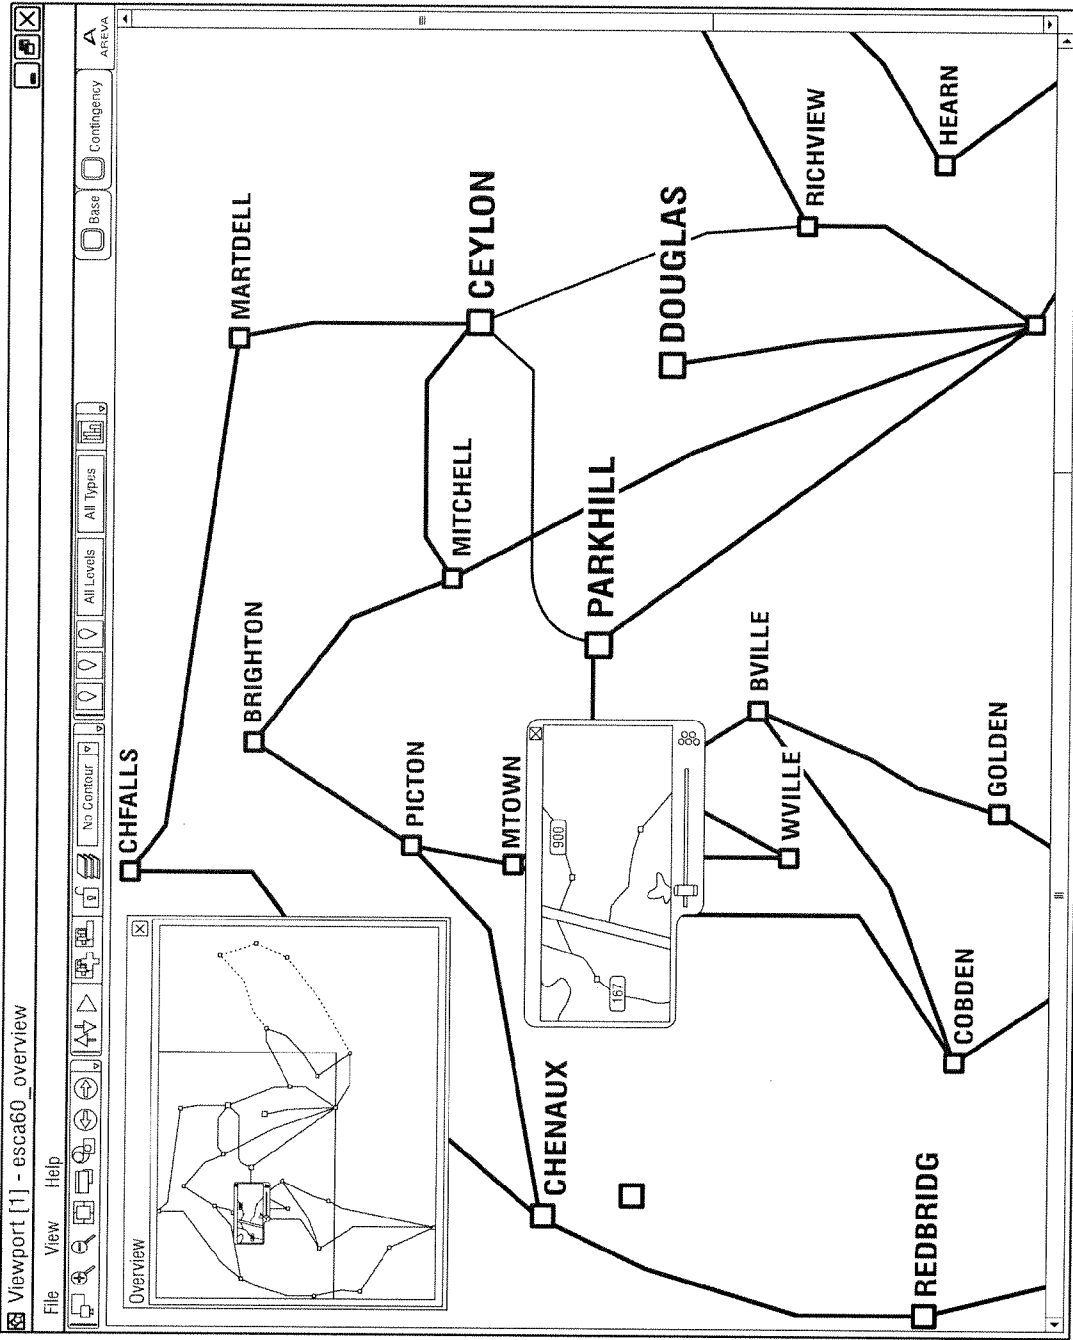 Viewport [1] - esca60_overview
File View Help
No Contour
All Levels
All Types
Base
Contingency
A
AREVA
Overview
CHFALLS
MARTDELL
BRIGHTON
PICTON
MITCHELL
CEYLON
MTOWN
CHENAUX
PARKHILL
DOUGLAS
900
167
BVILLE
WVILLE
RICHVIEW
REDBRIDG
COBDEN
GOLDEN
HEARN